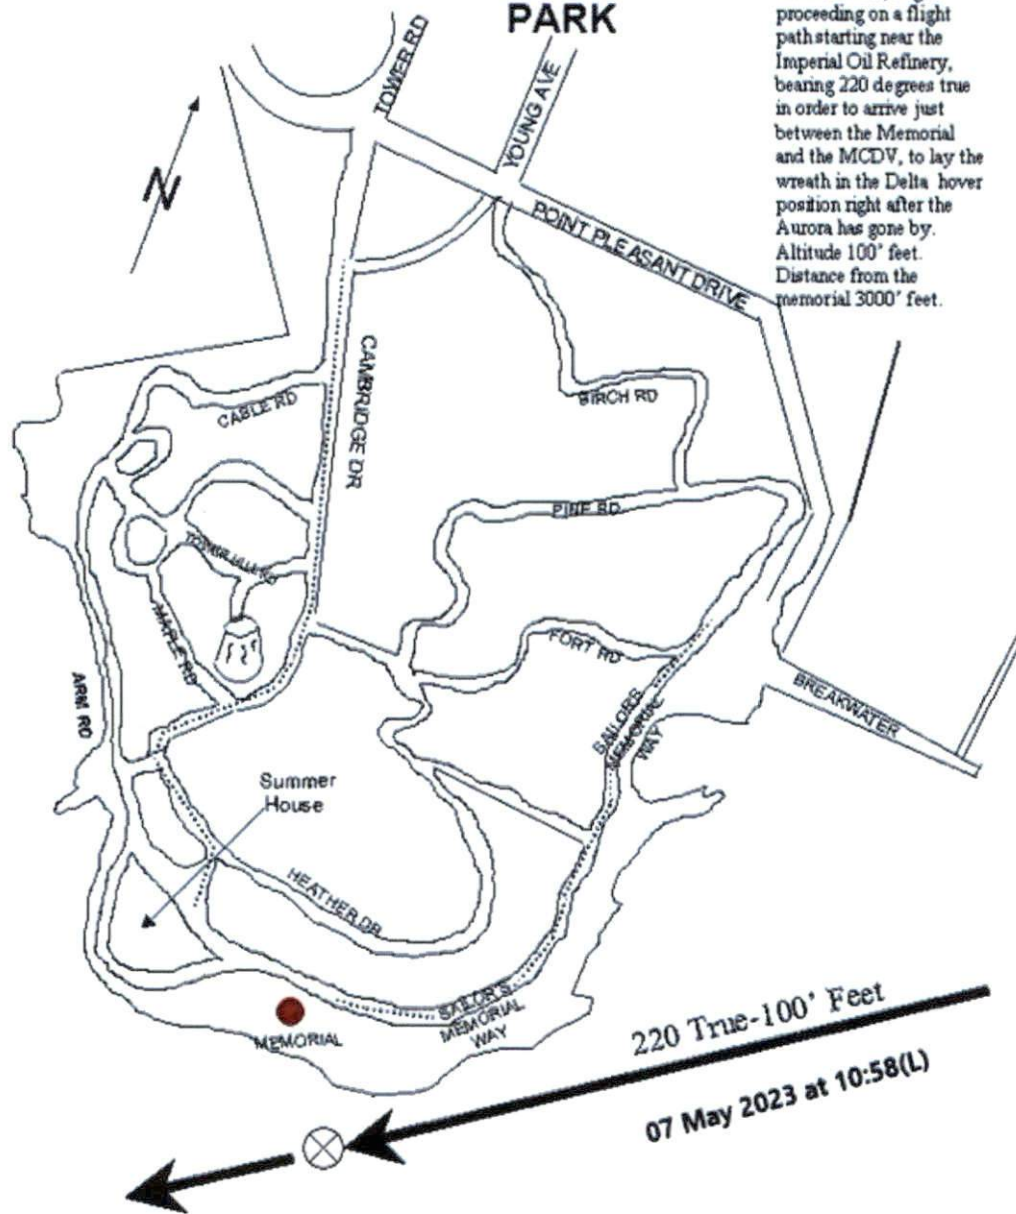 PARK
proceeding on a flight
path starting near the
Imperial Oil Refinery,
bearing 220 degrees true
in order to arrive just
between the Memorial
and the MCDV, to lay the
wreath in the Delta hover
position right after the
Aurora has gone by.
Altitude 100' feet.
Distance from the
memorial 3000' feet.
TOWER RD
YOUNG AVE
N
POINT PLEASANT DRIVE
CAMBRIDGE DR
CABLE RD
BIRCH RD
PINE RD
MAPLE RD
FORT RD
ARM RD
SAILORS
MEMORIAL
WAY
BREAKWATER
Summer
House
HEATHER DR
SAILOR'S
MEMORIAL
WAY
MEMORIAL
220 True-100' Feet
07 May 2023 at 10:58(L)